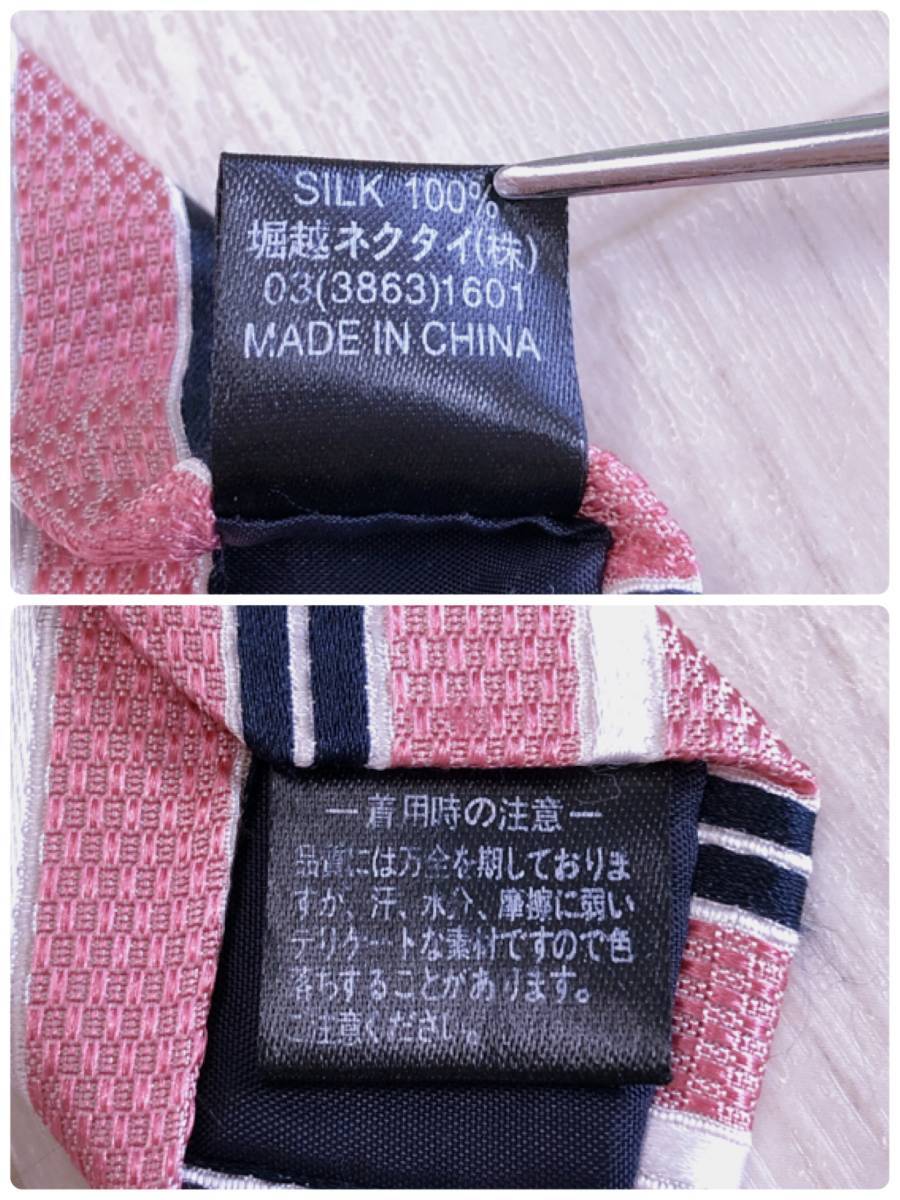 SILK 100%
堀越ネクタイ(株)
03(3863)1601
MADE IN CHINA
—着用時の注意—
品質には万全を期しておりま
すが、汗、水分、摩擦に弱い
デリケートな素材ですので色
落ちすることがあります。
ご注意ください。